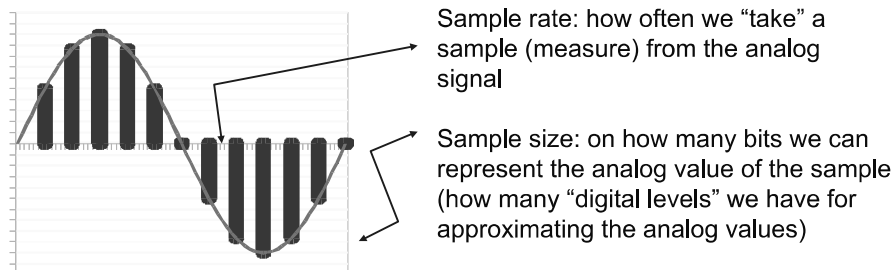 Sample rate: how often we “take” a
sample (measure) from the analog
signal
Sample size: on how many bits we can
represent the analog value of the sample
(how many “digital levels” we have for
approximating the analog values)